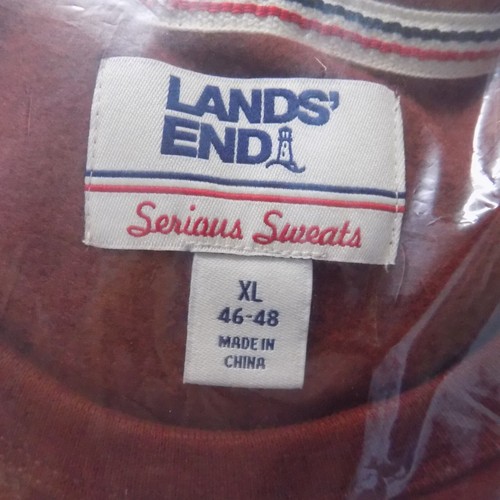 LANDS'
END
Serious Sweats
XL
46-48
MADE IN
CHINA